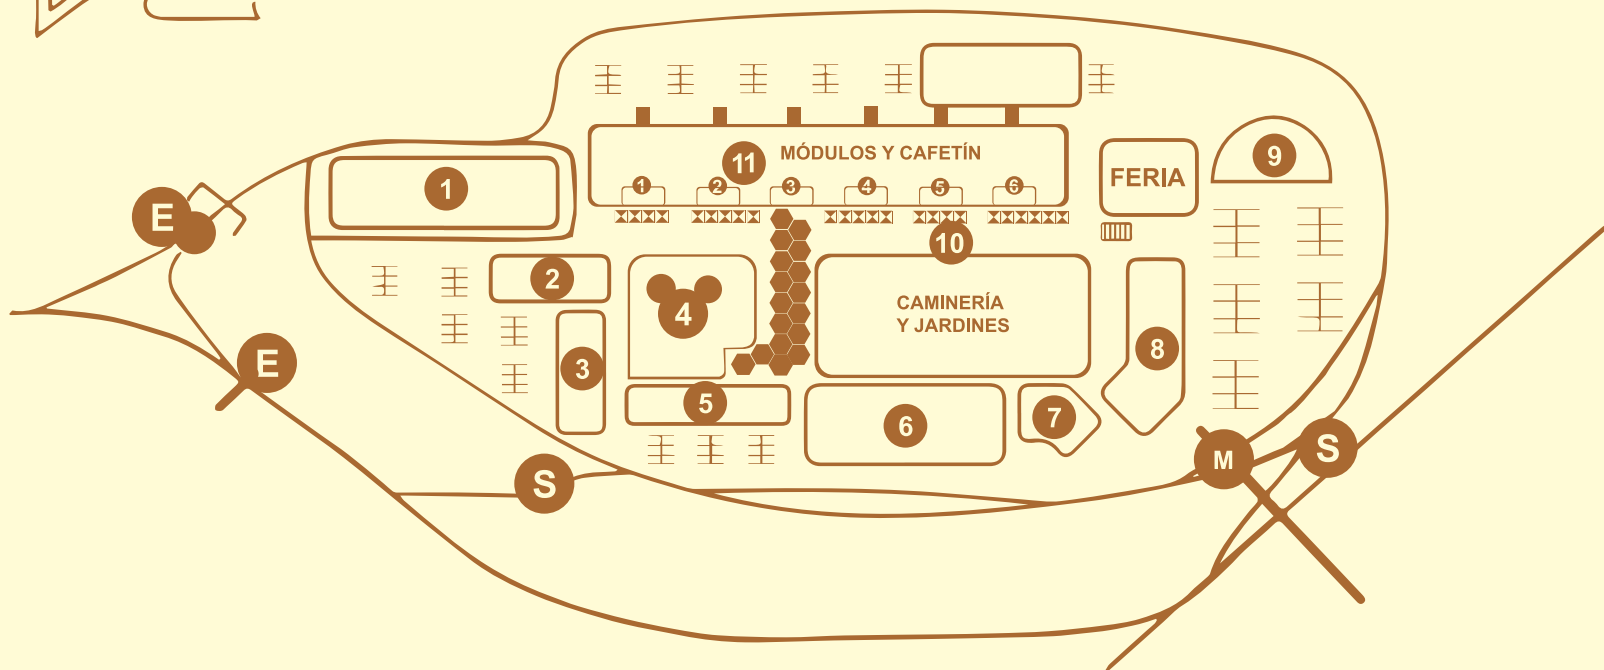 11 MÓDULOS Y CAFETÍN
1 2 3 4 5 6
FERIA
9
1
E
10
2
4
CAMINERÍA
Y JARDINES
8
E
3
5
6
7
S
M
S